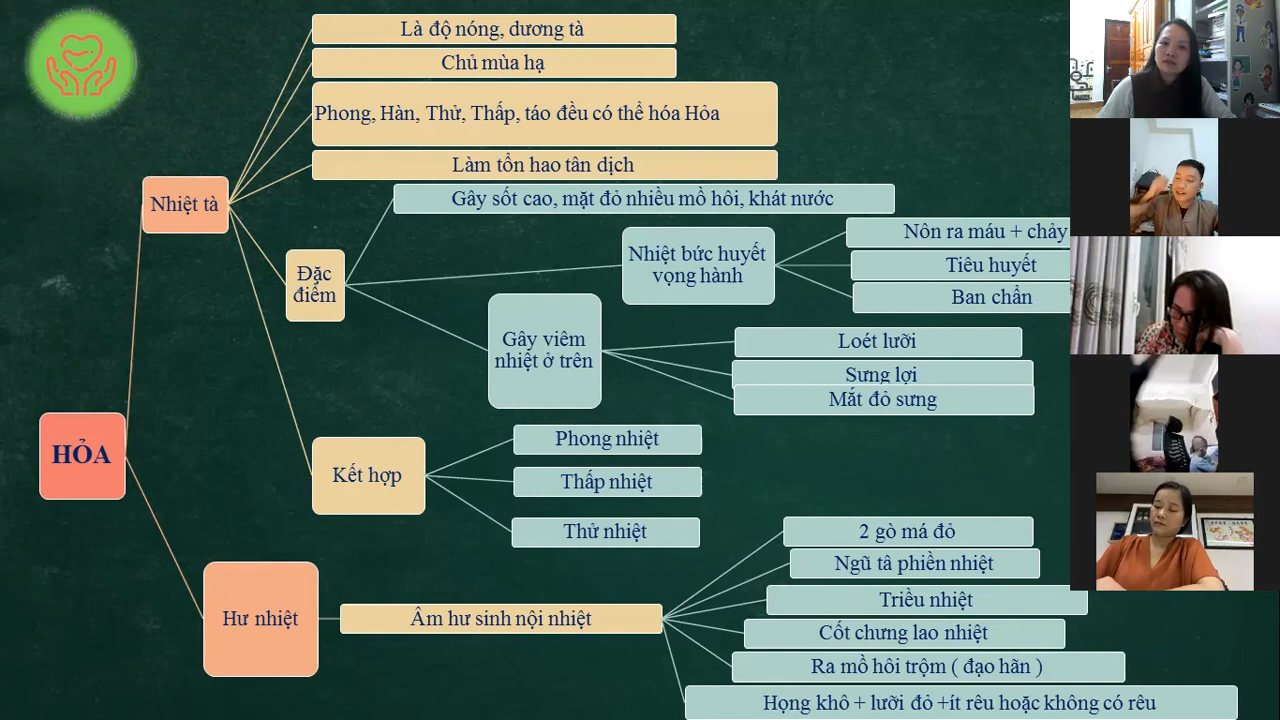 Là độ nóng, dương tà
Chủ mùa hạ
Phong, Hàn, Thử, Thấp, táo đều có thể hóa Hỏa
Làm tổn hao tân dịch
Nhiệt tà
Gây sốt cao, mặt đỏ nhiều mồ hôi, khát nước
Đặc
điểm
Nhiệt bức huyết
vọng hành
Nôn ra máu + chảy
Tiêu huyết
Ban chẩn
Gây viêm
nhiệt ở trên
Loét lưỡi
Sưng lợi
Mắt đỏ sưng
HỎA
Kết hợp
Phong nhiệt
Thấp nhiệt
Thử nhiệt
Hư nhiệt
Âm hư sinh nội nhiệt
2 gò má đỏ
Ngũ tâ phiền nhiệt
Triều nhiệt
Cốt chưng lao nhiệt
Ra mồ hôi trộm ( đạo hãn )
Họng khô + lưỡi đỏ +ít rêu hoặc không có rêu